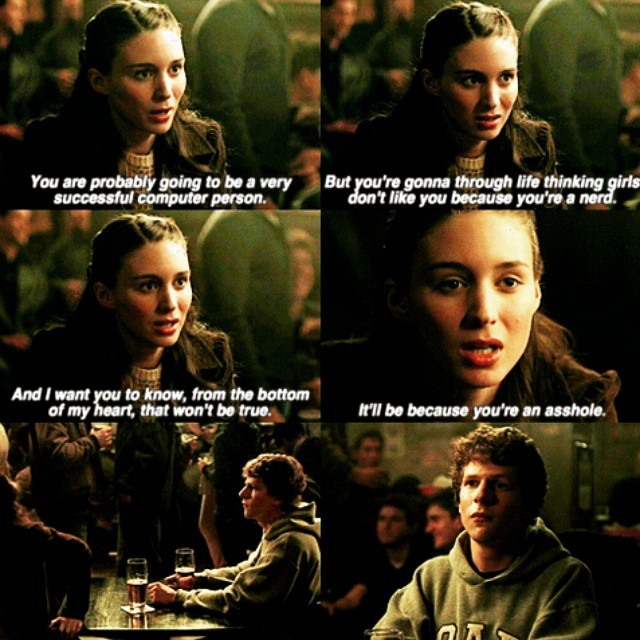 You are probably going to be a very
successful computer person.
But you're gonna through life thinking girls
don't like you because you're a nerd.
And I want you to know, from the bottom
of my heart, that won't be true.
It'll be because you're an asshole.
GAP